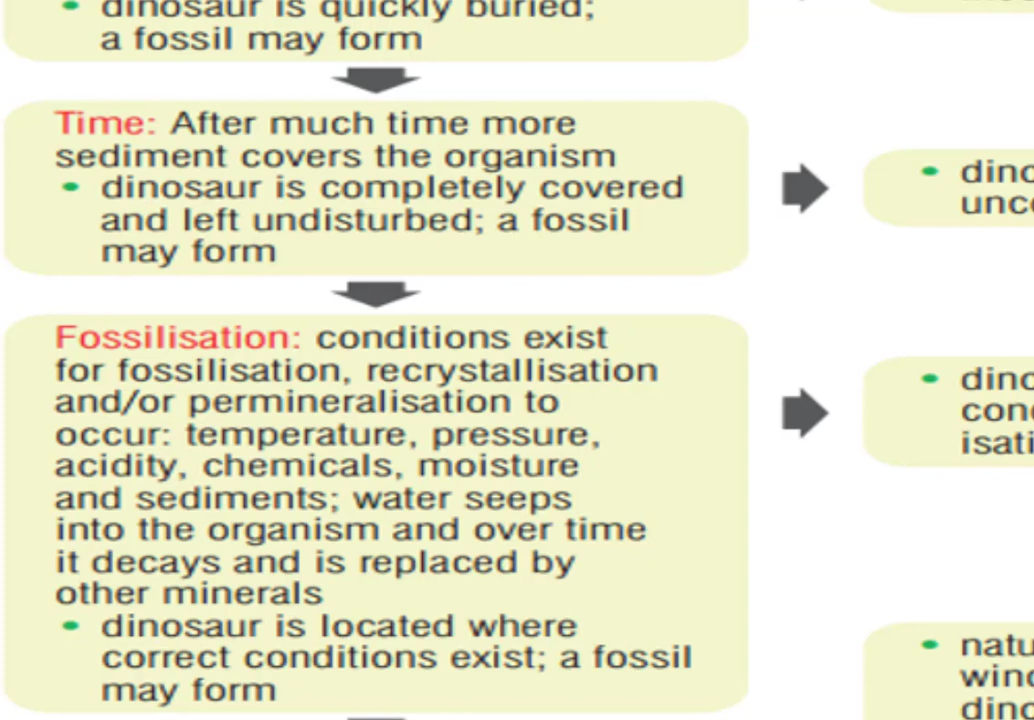 dinosaur is quickly buried;
a fossil may form
Time: After much time more
sediment covers the organism
• dinosaur is completely covered
and left undisturbed; a fossil
may form
Fossilisation: conditions exist
for fossilisation, recrystallisation
and/or permineralisation to
occur: temperature, pressure,
acidity, chemicals, moisture
and sediments; water seeps
into the organism and over time
it decays and is replaced by
other minerals
• dinosaur is located where
correct conditions exist; a fossil
may form